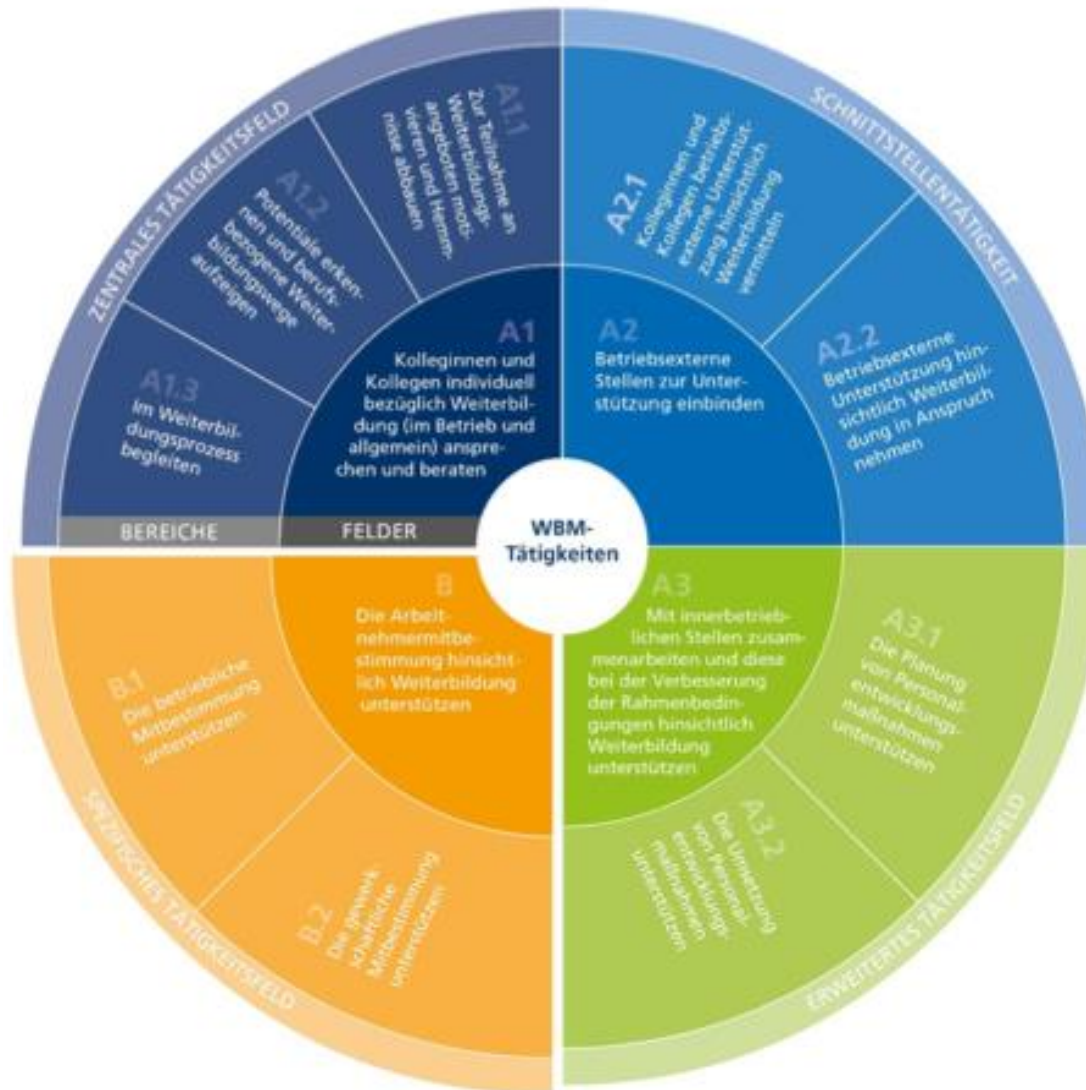 ZENTRALES TÄTIGKEITSFELD
A1.1
Zur Teilnahme an
Weiterbildungs-
angeboten moti-
vieren und Hemm-
nisse abbauen
A1.2
Potentiale erken-
nen und berufs-
bezogene Weiter-
bildungswege
aufzeigen
A1.3
Im Weiterbil-
dungsprozess
begleiten
A1
Kolleginnen und
Kollegen individuell
bezüglich Weiterbil-
dung (im Betrieb und
allgemein) anspre-
chen und beraten
BEREICHE
FELDER
SCHNITTSTELLENTÄTIGKEIT
A2.1
Kolleginnen und
Kollegen betriebs-
externe Unterstüt-
zung hinsichtlich
Weiterbildung
vermitteln
A2.2
Betriebsexterne
Unterstützung hin-
sichtlich Weiterbil-
dung in Anspruch
nehmen
A2
Betriebsexterne
Stellen zur Unter-
stützung einbinden
WBM-
Tätigkeiten
B
Die Arbeit-
nehmermitbe-
stimmung hinsicht-
lich Weiterbildung
unterstützen
B.1
Die betriebliche
Mitbestimmung
unterstützen
B.2
Die gewerk-
schaftliche
Mitbestimmung
unterstützen
SPEZIFISCHES TÄTIGKEITSFELD
A3
Mit innerbetrieb-
lichen Stellen zusam-
menarbeiten und diese
bei der Verbesserung
der Rahmenbedin-
gungen hinsichtlich
Weiterbildung
unterstützen
A3.1
Die Planung
von Personal-
entwicklungs-
maßnahmen
unterstützen
A3.2
Die Umsetzung
von Personal-
entwicklungs-
maßnahmen
unterstützen
ERWEITERTES TÄTIGKEITSFELD